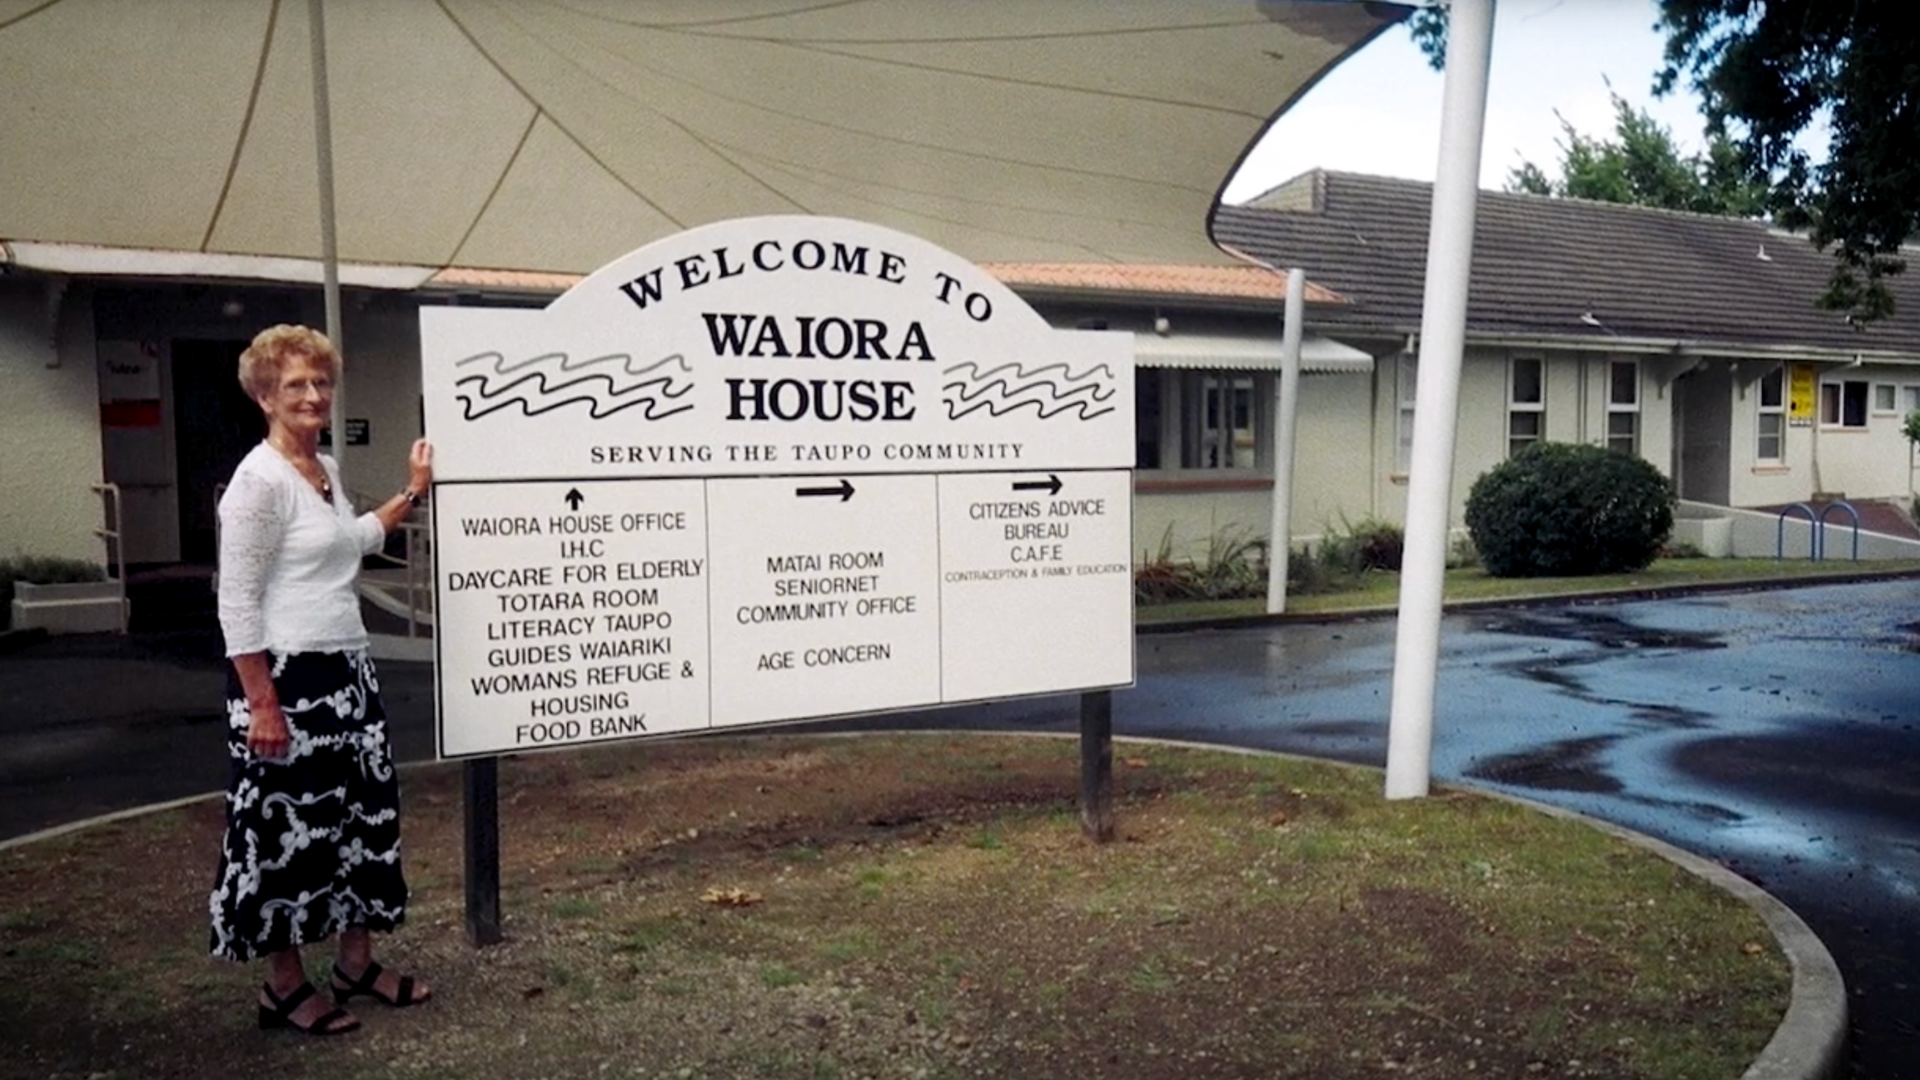 WELCOME TO
WAIORA
HOUSE
SERVING THE TAUPO COMMUNITY
WAIORA HOUSE OFFICE
I.H.C
DAYCARE FOR ELDERLY
TOTARA ROOM
LITERACY TAUPO
GUIDES WAIARIKI
WOMANS REFUGE &
HOUSING
FOOD BANK
MATAI ROOM
SENIORNET
COMMUNITY OFFICE
AGE CONCERN
CITIZENS ADVICE
BUREAU
C.A.F.E
CONTRACEPTION & FAMILY EDUCATION